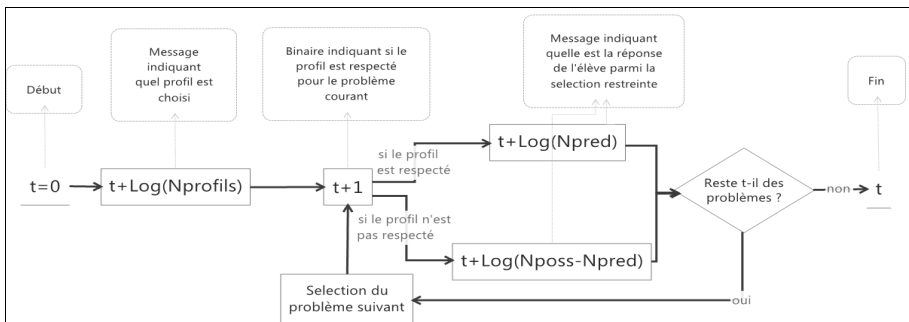 Début
Message
indiquant
quel profil est
choisi
Binaire indiquant si le
profil est respecté
pour le problème
courant
Message indiquant
quelle est la réponse
de l'élève parmi la
selection restreinte
Fin
t=0
t+Log(Nprofils)
t+1
si le profil
est respecté
t+Log(Npred)
si le profil n'est
pas respecté
t+Log(Nposs-Npred)
Reste t-il des
problèmes ?
non
t
oui
Selection du
problème suivant